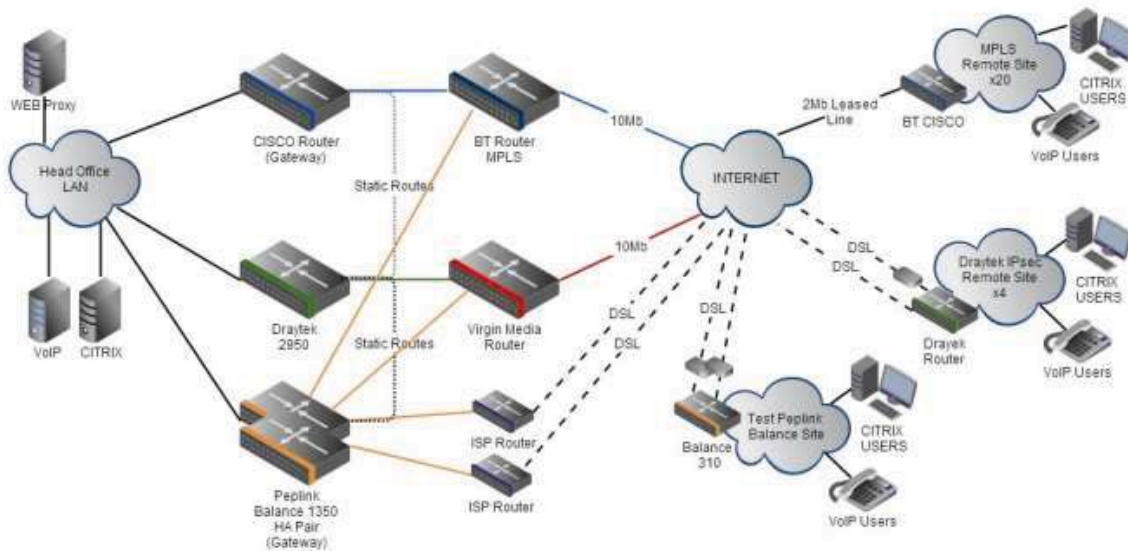 WEB Proxy
Head Office
LAN
VoIP
CITRIX
CISCO Router
(Gateway)
BT Router
MPLS
Static Routes
Draytek
2950
Virgin Media
Router
Static Routes
Peplink
Balance 1350
HA Pair
(Gateway)
ISP Router
ISP Router
10Mb
10Mb
INTERNET
DSL
DSL
2Mb Leased
Line
BT CISCO
MPLS
Remote Site
x20
CITRIX
USERS
VoIP Users
DSL
DSL
Drayek
Router
Draytek IPsec
Remote Site
x4
CITRIX
USERS
VoIP Users
DSL
Balance
310
Test Peplink
Balance Site
CITRIX
USERS
VoIP Users